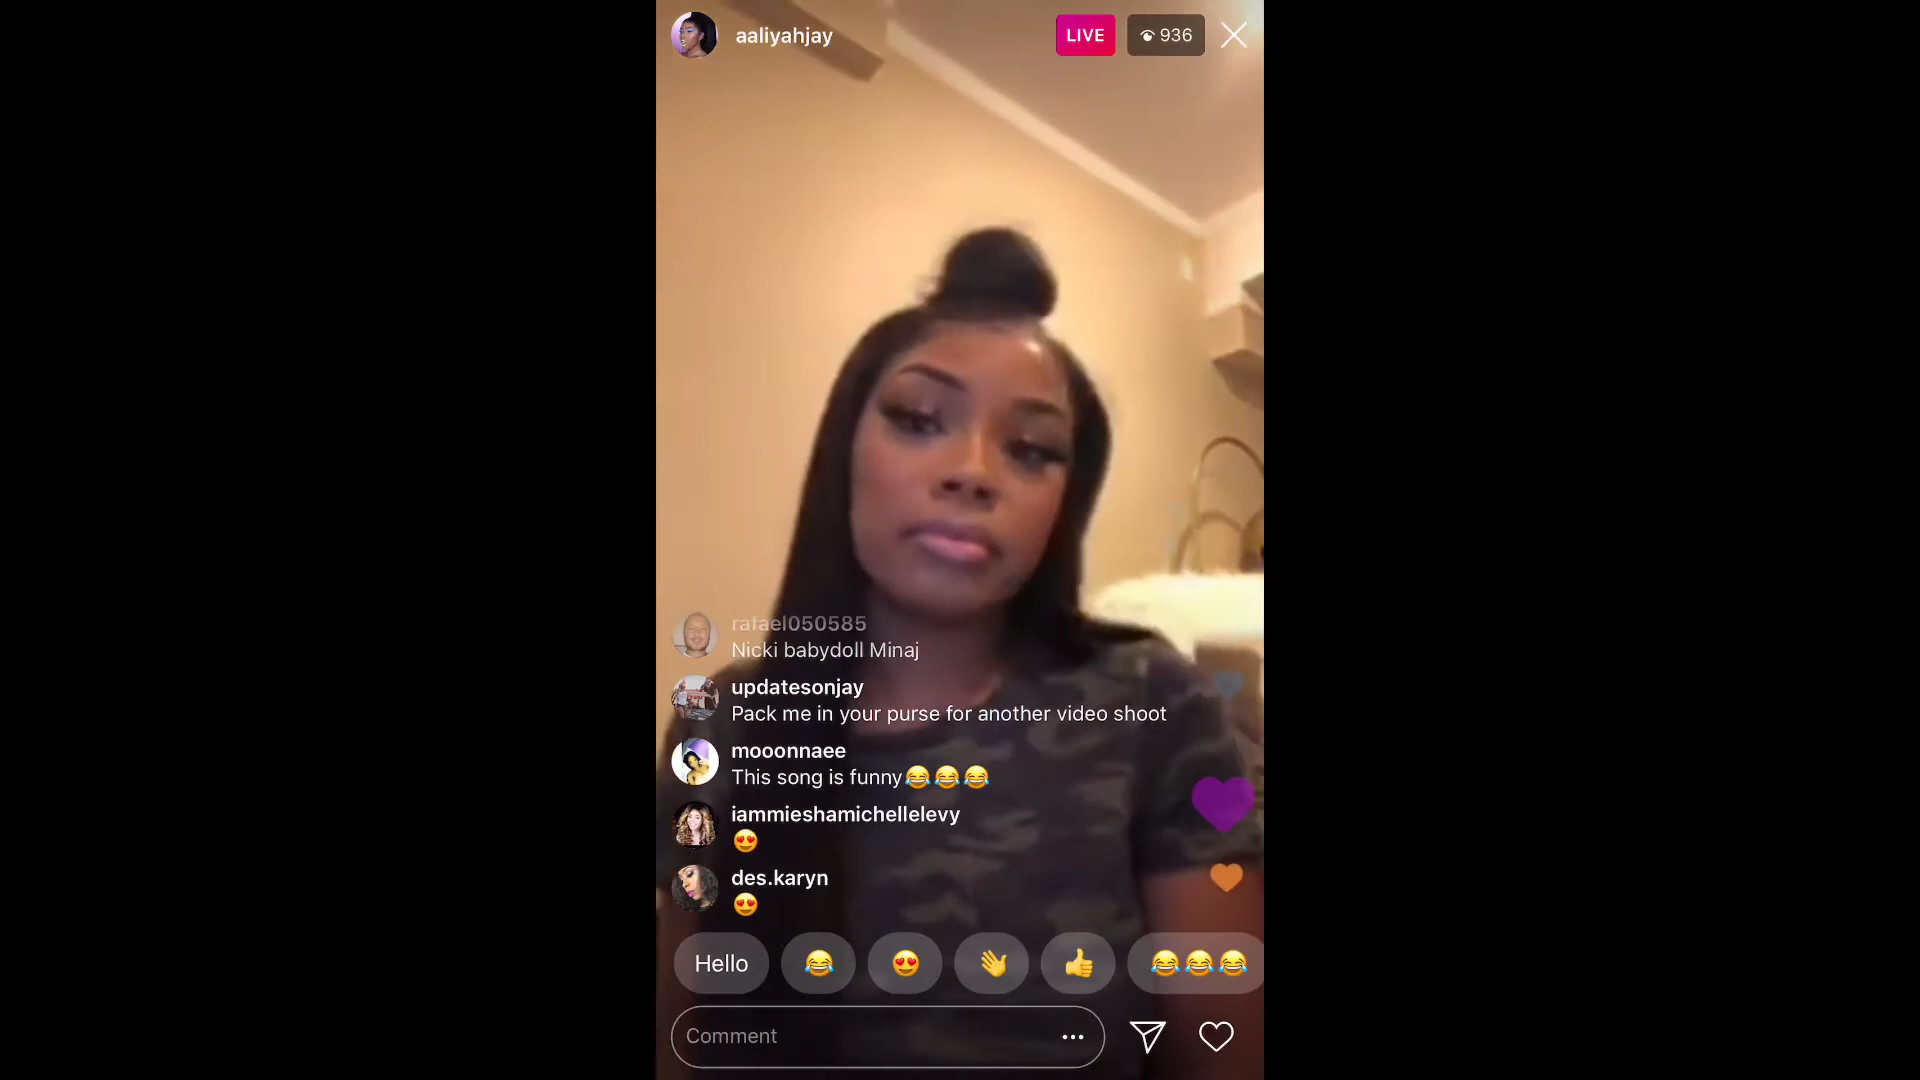 aaliyahjay
LIVE
936
rafael050585
Nicki babydoll Minaj
updatesonjay
Pack me in your purse for another video shoot
mooonnaee
This song is funny😂😂😂
iammieshamichellelevy
😍
des.karyn
😍
Hello 😂 😍 👋 👍 😂😂😂
Comment